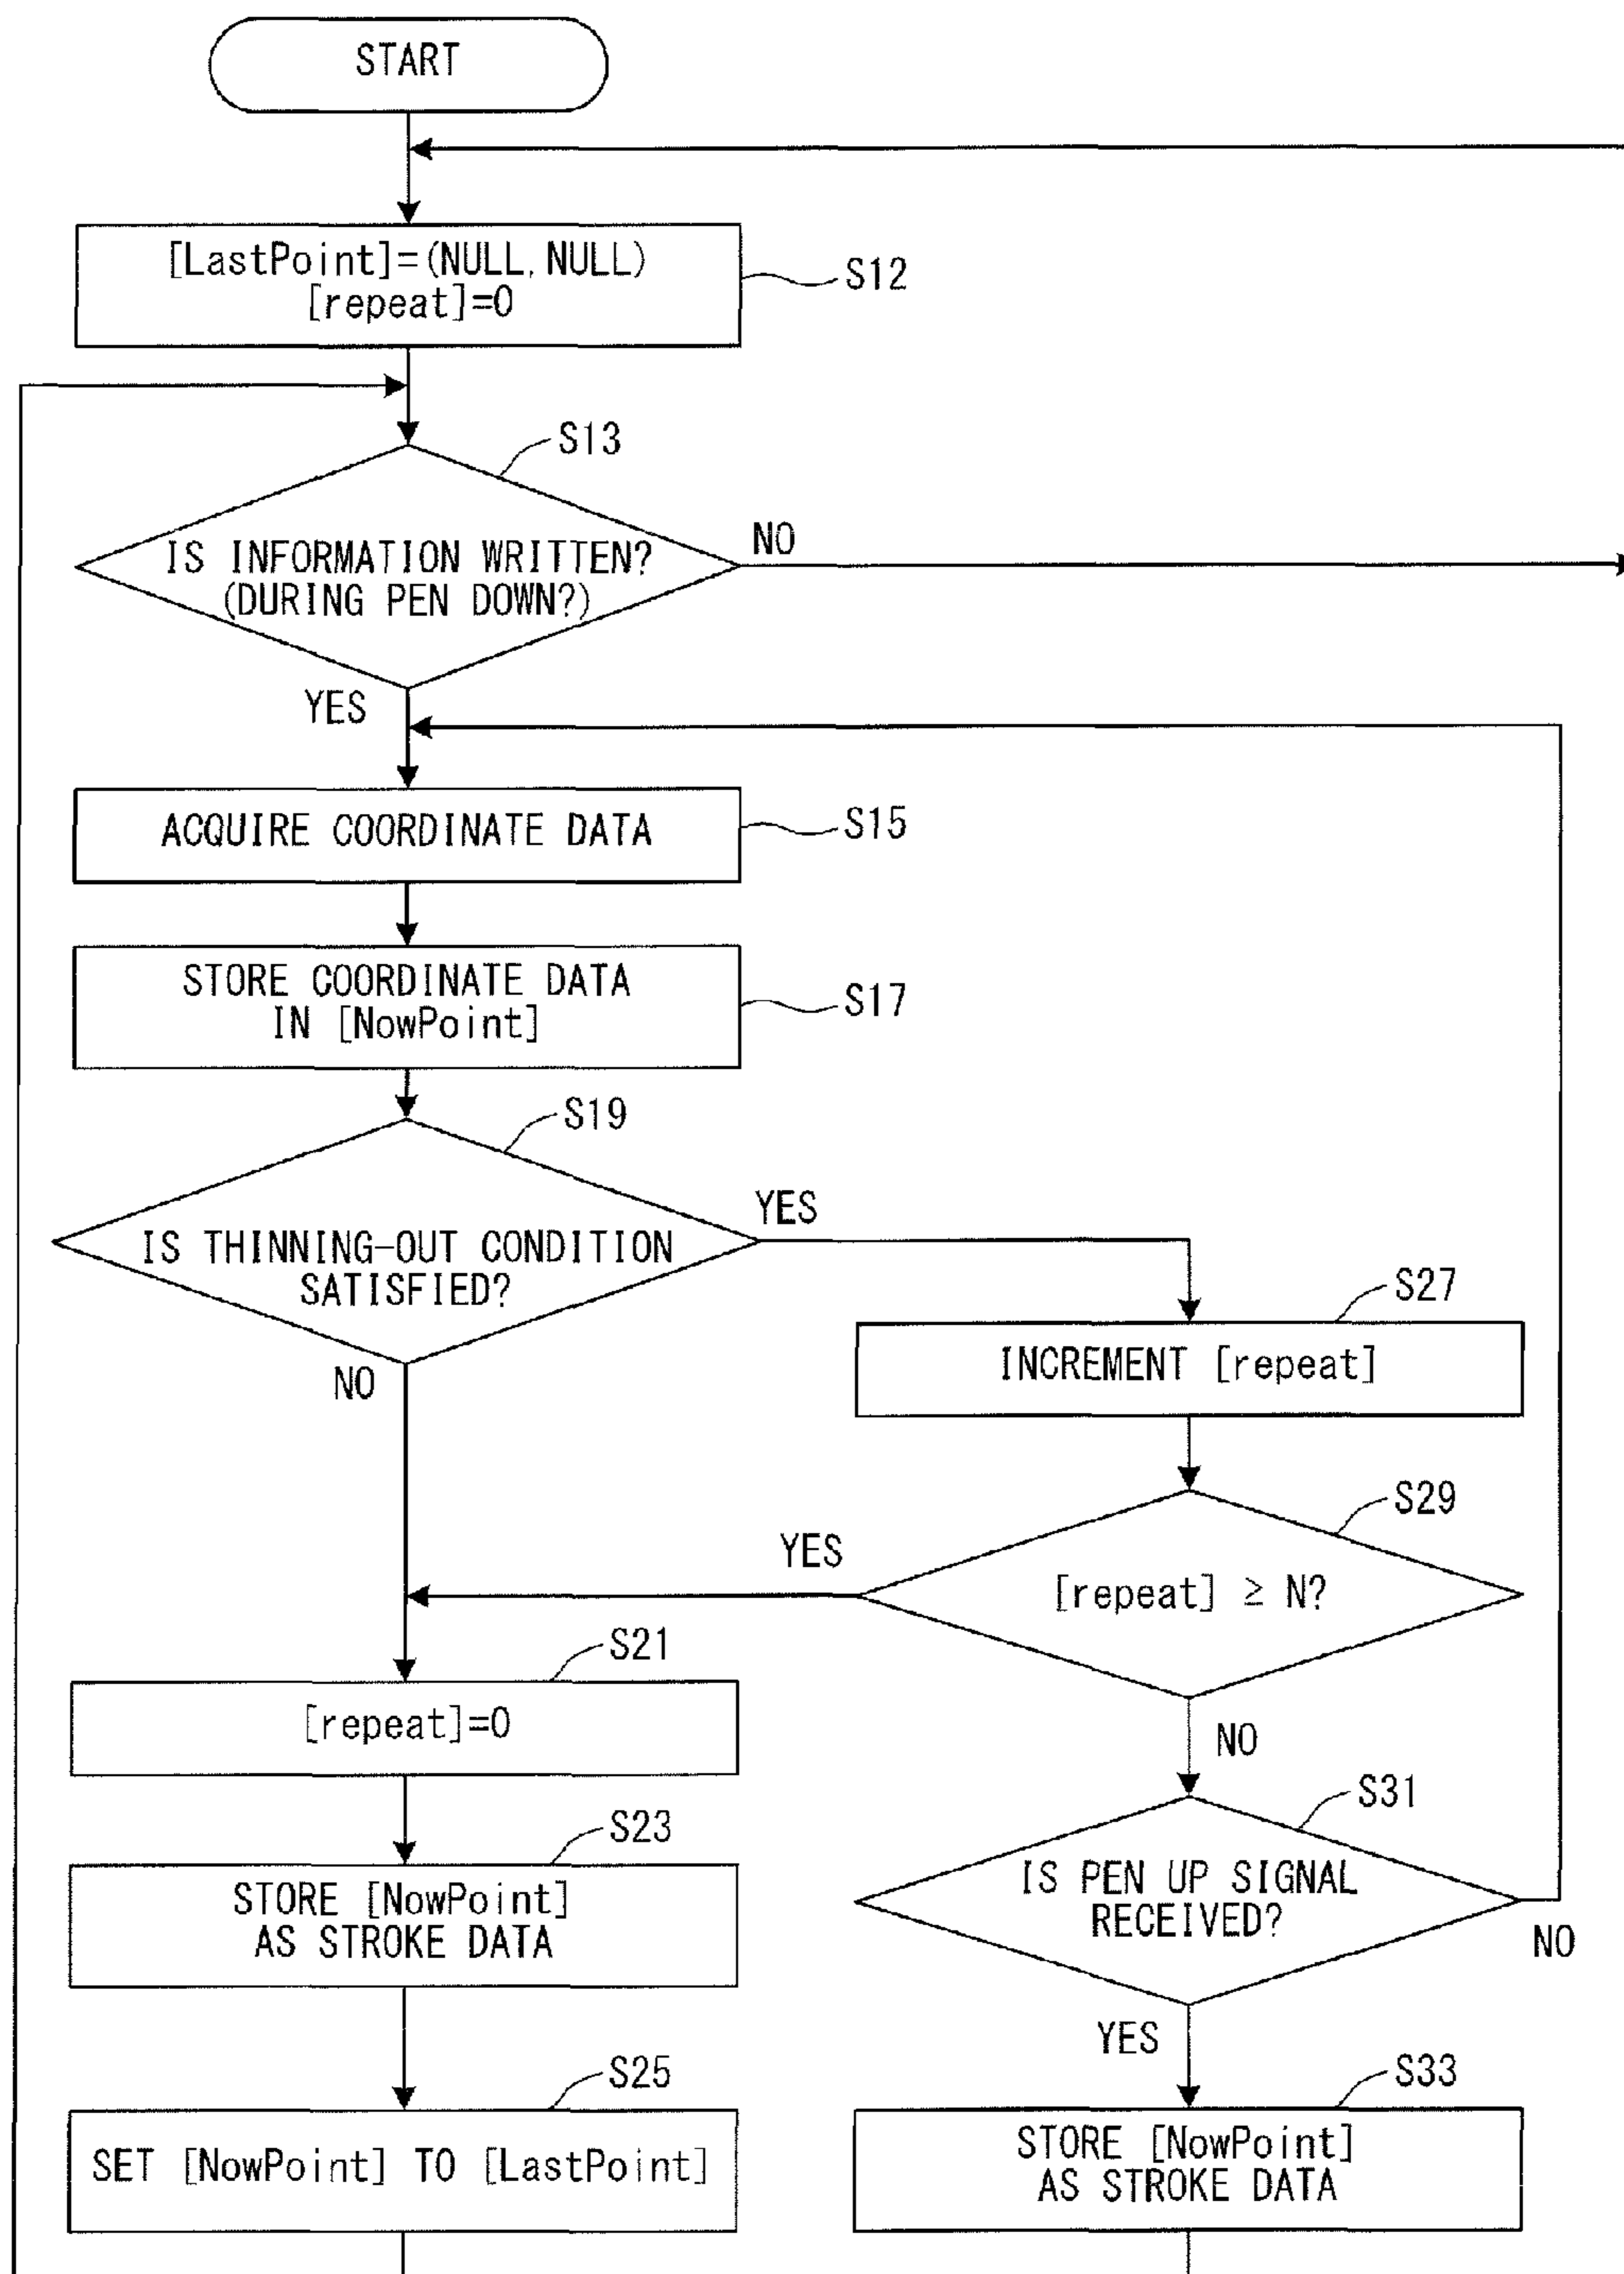 START
[LastPoint]=(NULL, NULL)
[repeat]=0
S12
S13
IS INFORMATION WRITTEN?
(DURING PEN DOWN?)
NO
YES
ACQUIRE COORDINATE DATA
S15
STORE COORDINATE DATA
IN [NowPoint]
S17
S19
IS THINNING-OUT CONDITION
SATISFIED?
YES
NO
S27
INCREMENT [repeat]
S29
[repeat] ≥ N?
YES
NO
S21
[repeat]=0
S23
STORE [NowPoint]
AS STROKE DATA
S31
IS PEN UP SIGNAL
RECEIVED?
NO
YES
S25
SET [NowPoint] TO [LastPoint]
S33
STORE [NowPoint]
AS STROKE DATA